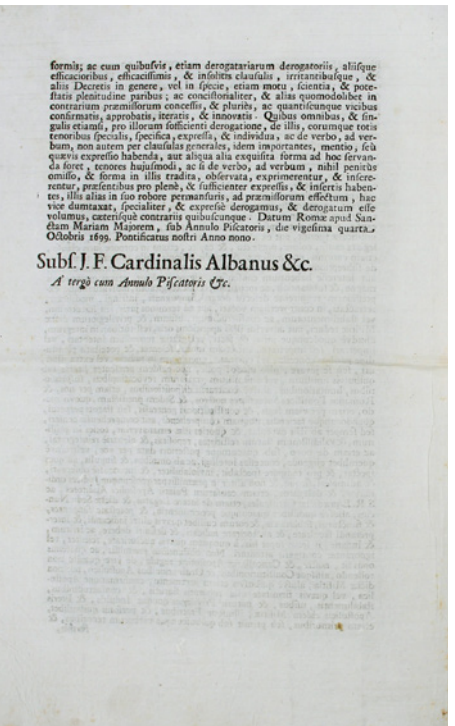 formis; ac cum quibusvis, etiam derogatariarum derogatoriis, aliisque
efficacioribus, efficacissimis, & insolitis clausulis, irritantibusque, &
aliis Decretis in genere, vel in specie, etiam motu, scientia, & pote-
statis plenitudine paribus; ac concistorialiter, & alias quomodolibet in
contrarium præmissorum concessis, & pluriès, ac quantiscunque vicibus
confirmatis, approbatis, iteratis, & innovatis. Quibus omnibus, & sin-
gulis etiamsi, pro illorum sufficienti derogatione, de illis, eorumque totis
tenoribus specialis, specifica, expressa, & individua, ac de verbo, ad ver-
bum, non autem per clausulas generales, idem importantes, mentio, seù
quævis expressio habenda, aut aliqua alia exquisita forma ad hoc servan-
da foret, tenores hujusmodi, ac si de verbo, ad verbum, nihil penitùs
omisso, & forma in illis tradita, observata, exprimerentur, & insere-
rentur, præsentibus pro plenè, & sufficienter expressis, & insertis haben-
tes, illis alias in suo robore permansuris, ad præmissorum effectum, hac
vice dumtaxat, specialiter, & expresiè derogamus, & derogatum esse
volumus, cæterisquè contrariis quibuscunque. Datum Romæ apud San-
ctam Mariam Majorem, sub Annulo Piscatoris, die vigesima quarta
Octobris 1699. Pontificatus nostri Anno nono.
Subs. J. F. Cardinalis Albanus &c.
A' tergò cum Annulo Piscatoris &c.